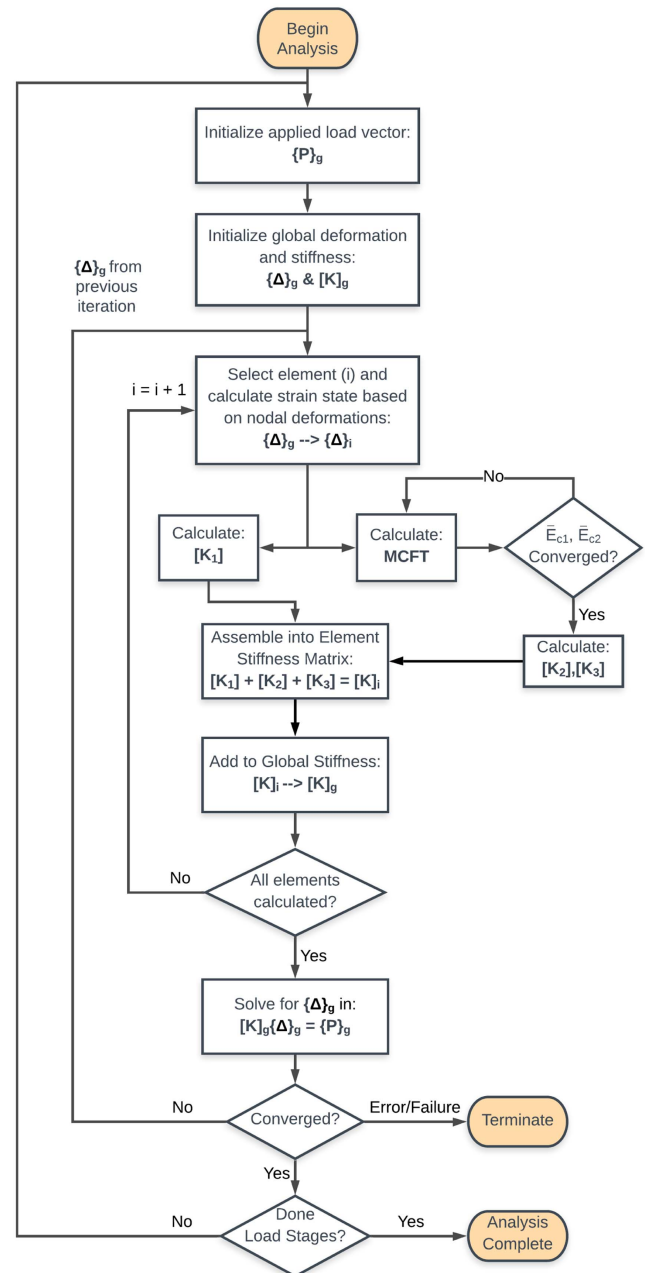 Begin
Analysis
Initialize applied load vector:
{P}g
Initialize global deformation
and stiffness:
{Δ}g & [K]g
{Δ}g from
previous
iteration
Select element (i) and
calculate strain state based
on nodal deformations:
{Δ}g --> {Δ}i
i = i + 1
No
Calculate:
[K1]
Calculate:
MCFT
Ēc1, Ēc2
Converged?
Yes
Assemble into Element
Stiffness Matrix:
[K1] + [K2] + [K3] = [K]i
Calculate:
[K2],[K3]
Add to Global Stiffness:
[K]i --> [K]g
No
All elements
calculated?
Yes
Solve for {Δ}g in:
[K]g{Δ}g = {P}g
No
Converged?
Error/Failure
Terminate
Yes
No
Done
Load Stages?
Yes
Analysis
Complete